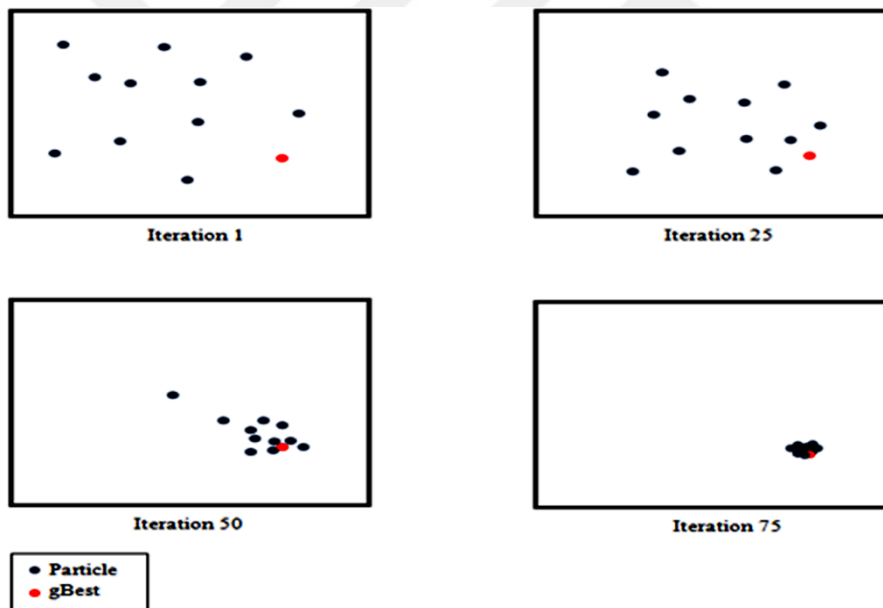 Iteration 1
Iteration 25
Iteration 50
Iteration 75
Particle
gBest